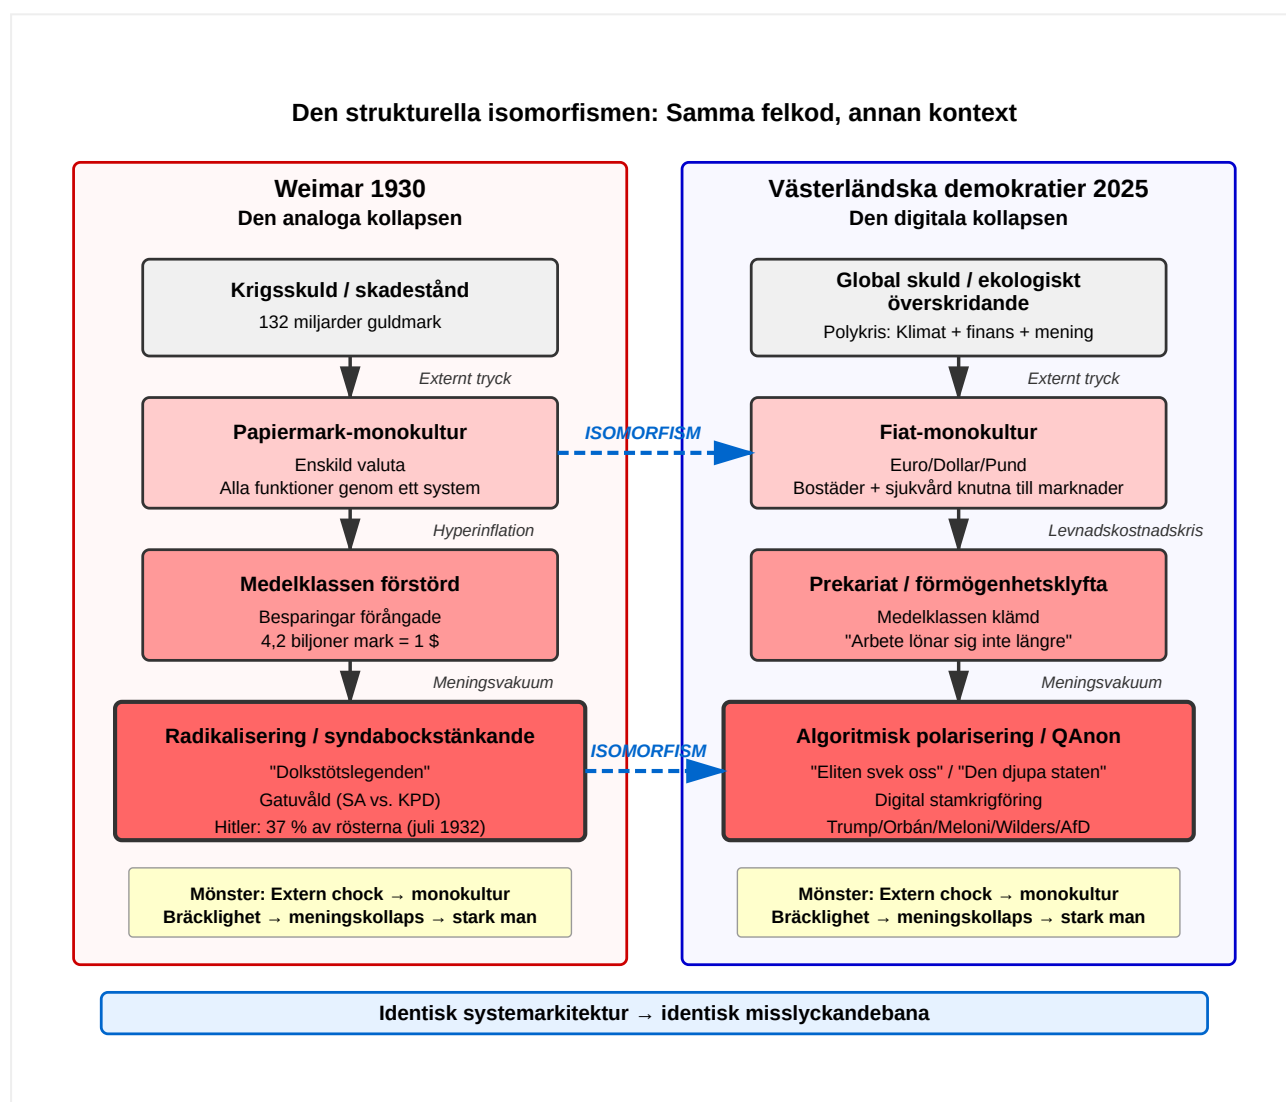 Den strukturella isomorfismen: Samma felkod, annan kontext
Weimar 1930
Den analoga kollapsen
Krigsskuld / skadestånd
132 miljarder guldmark
Externt tryck
Papiermark-monokultur
Enskild valuta
Alla funktioner genom ett system
Hyperinflation
Medelklassen förstörd
Besparingar förångade
4,2 biljoner mark = 1 $
Meningsvakuum
Radikalisering / syndabockstänkande
"Dolkstötslegenden"
Gatuvåld (SA vs. KPD)
Hitler: 37 % av rösterna (juli 1932)
Mönster: Extern chock → monokultur
Bräcklighet → meningskollaps → stark man
ISOMORFISM
ISOMORFISM
Västerländska demokratier 2025
Den digitala kollapsen
Global skuld / ekologiskt
överskridande
Polykris: Klimat + finans + mening
Externt tryck
Fiat-monokultur
Euro/Dollar/Pund
Bostäder + sjukvård knutna till marknader
Levnadskostnadskris
Prekariat / förmögenhetsklyfta
Medelklassen klämd
"Arbete lönar sig inte längre"
Meningsvakuum
Algoritmisk polarisering / QAnon
"Eliten svek oss" / "Den djupa staten"
Digital stamkrigföring
Trump/Orbán/Meloni/Wilders/AfD
Mönster: Extern chock → monokultur
Bräcklighet → meningskollaps → stark man
Identisk systemarkitektur → identisk misslyckandebana